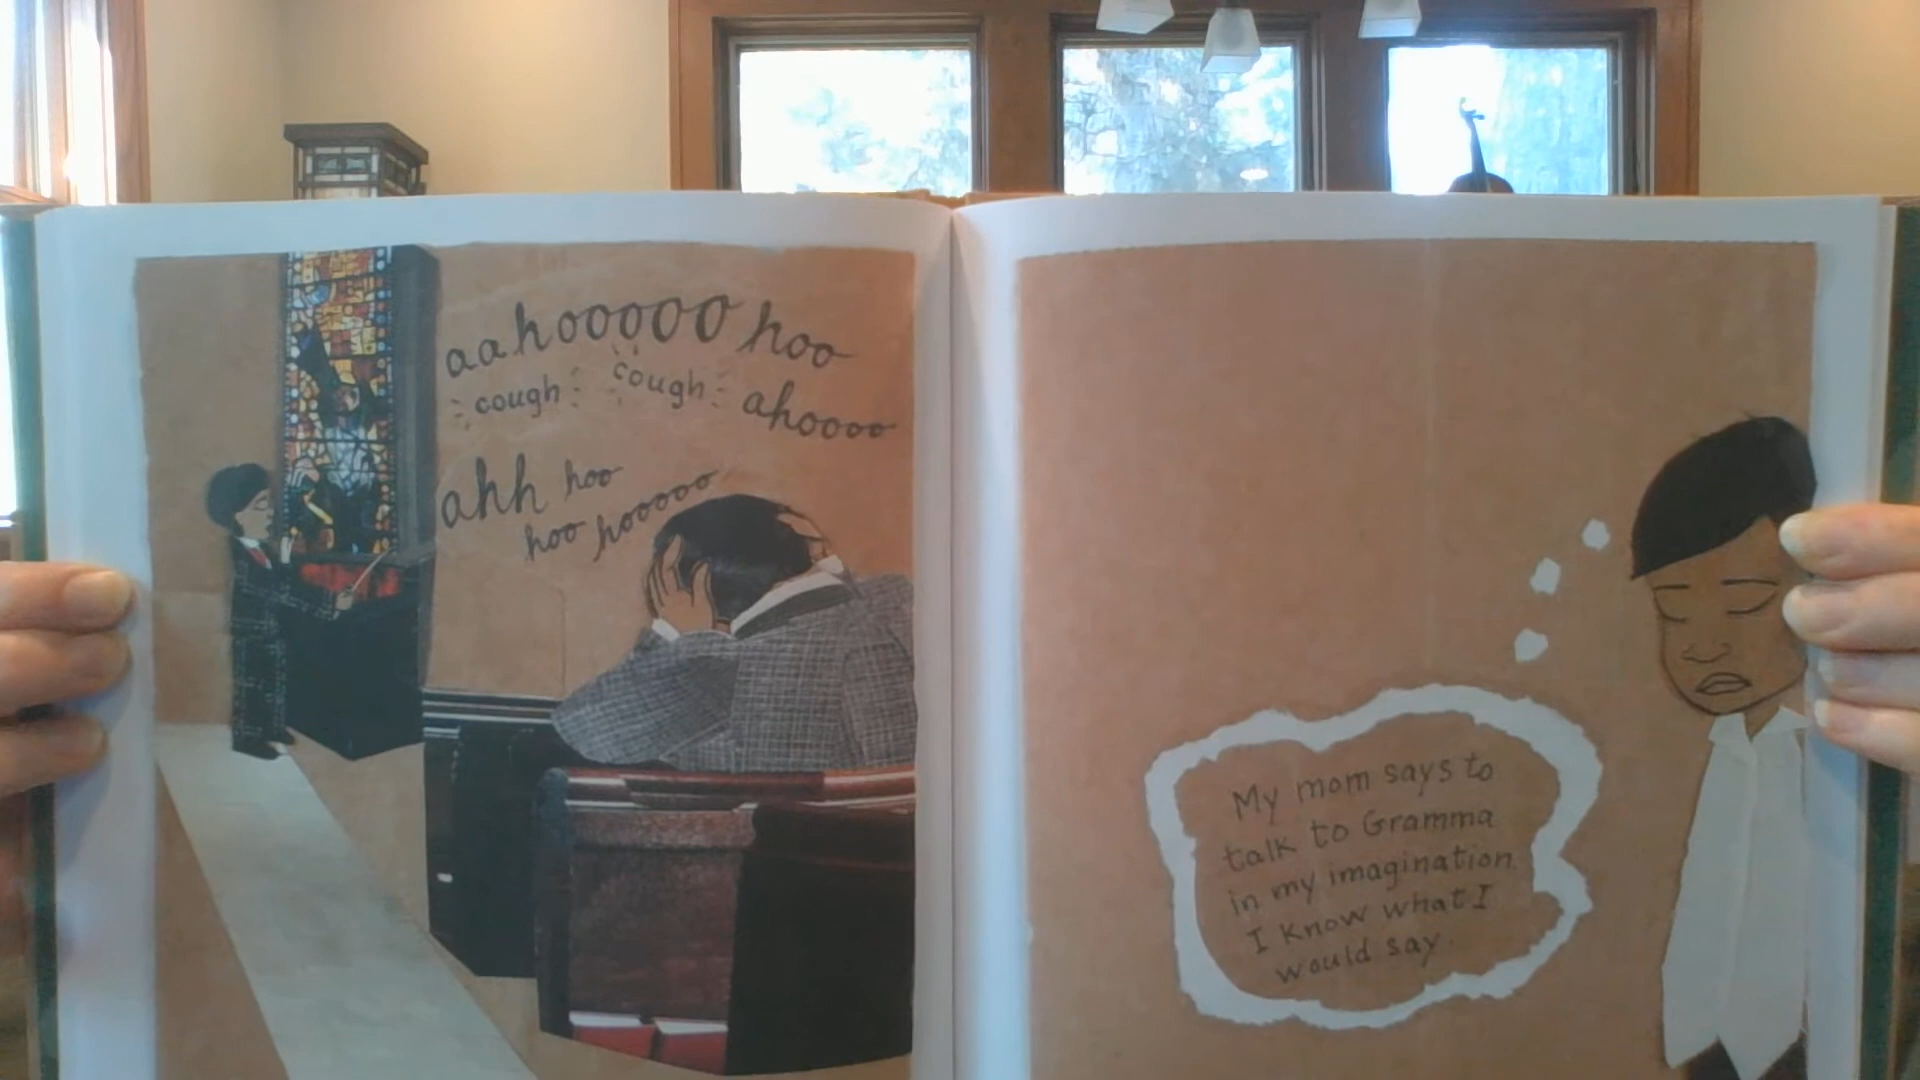 aahooooo hoo
cough cough ahoooo
ahh hoo
hoo hooooo
My mom says to
talk to Gramma
in my imagination.
I know what I
would say.